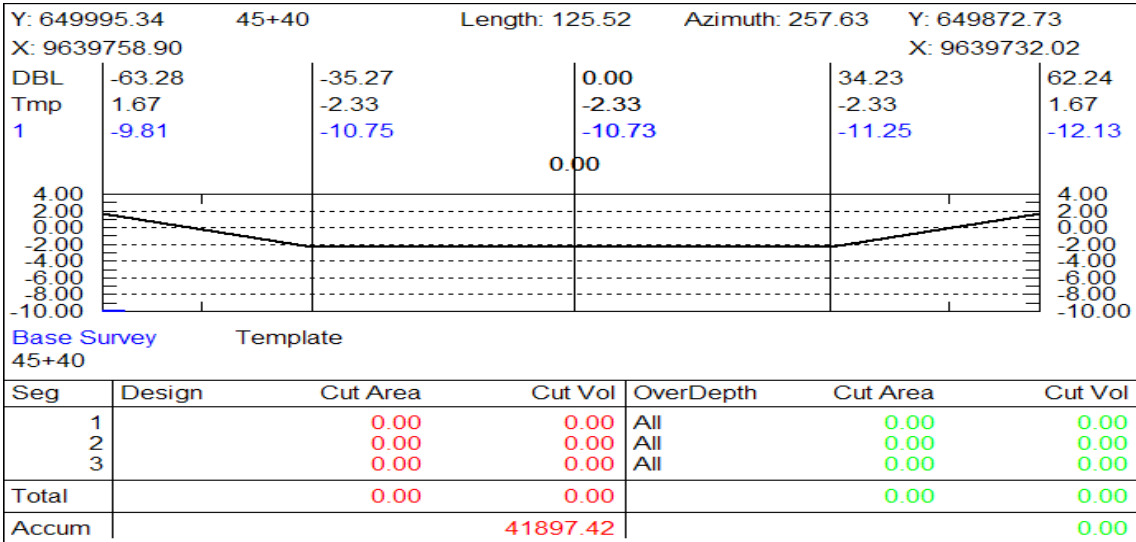 Y: 649995.34 45+40 Length: 125.52 Azimuth: 257.63 Y: 649872.73
X: 9639758.90 X: 9639732.02
DBL -63.28 -35.27 0.00 34.23 62.24
Tmp 1.67 -2.33 -2.33 -2.33 1.67
1 -9.81 -10.75 -10.73 -11.25 -12.13
0.00
4.00 4.00
2.00 2.00
0.00 0.00
-2.00 -2.00
-4.00 -4.00
-6.00 -6.00
-8.00 -8.00
-10.00 -10.00
Base Survey Template
45+40
Seg Design Cut Area Cut Vol OverDepth Cut Area Cut Vol
1 0.00 0.00 All 0.00 0.00
2 0.00 0.00 All 0.00 0.00
3 0.00 0.00 All 0.00 0.00
Total 0.00 0.00 0.00 0.00
Accum 41897.42 0.00